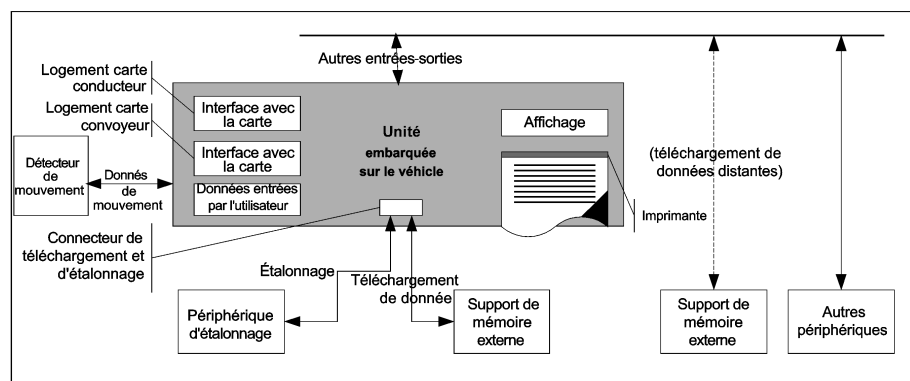 Autres entrées-sorties
Logement carte
conducteur
Logement carte
convoyeur
Interface avec
la carte
Interface avec
la carte
Données entrées
par l'utilisateur
Unité
embarquée
sur le véhicule
Affichage
Imprimante
(téléchargement de
données distantes)
Détecteur
de
mouvement
Donnés
de
mouvement
Connecteur de
téléchargement et
d'étalonnage
Étalonnage
Téléchargment
de donnée
Périphérique
d'étalonnage
Support de
mémoire
externe
Support de
mémoire
externe
Autres
périphériques